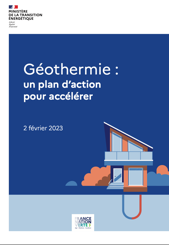 MINISTÈRE
DE LA TRANSITION
ÉNERGÉTIQUE
Géothermie :
un plan d'action
pour accélérer
2 février 2023